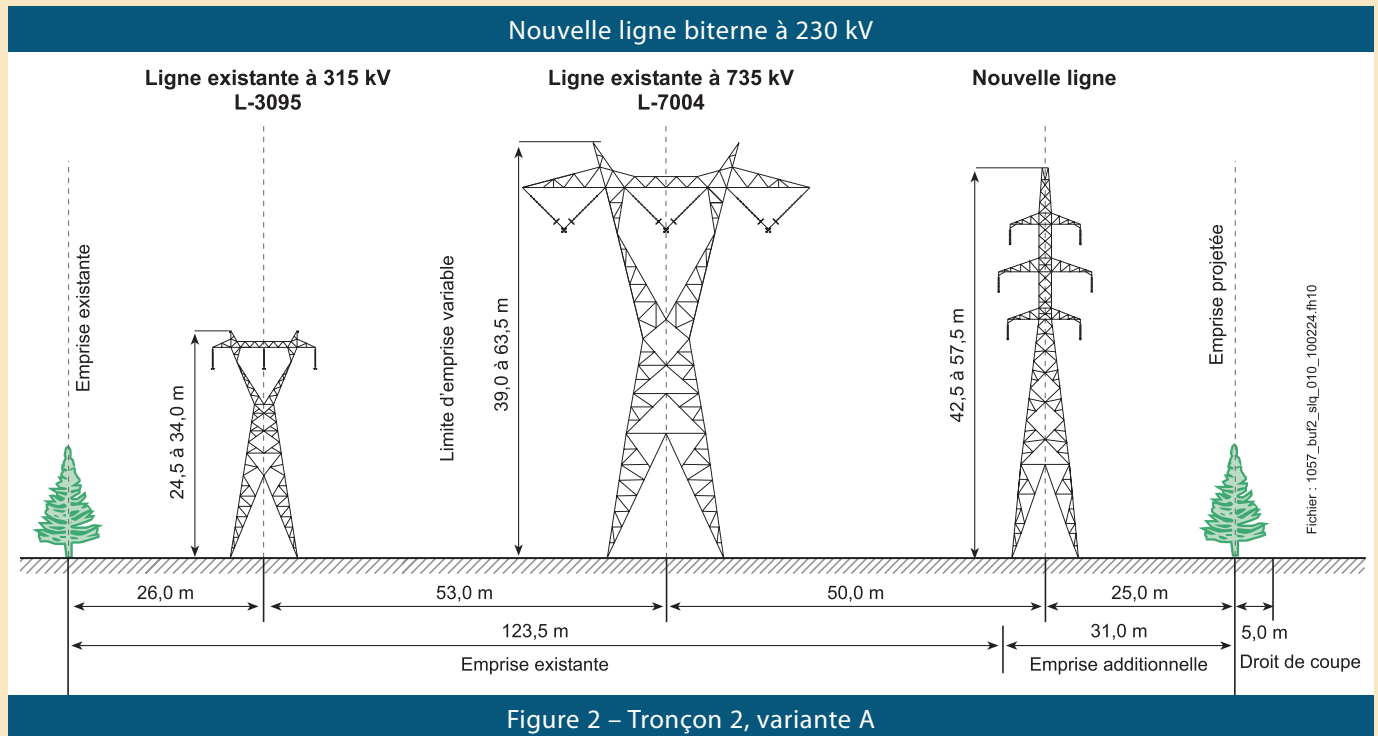 Nouvelle ligne biterne à 230 kV
Ligne existante à 315 kV
L-3095
Ligne existante à 735 kV
L-7004
Nouvelle ligne
Emprise existante
24,5 à 34,0 m
Limite d'emprise variable
39,0 à 63,5 m
42,5 à 57,5 m
Emprise projetée
Fichier : 1057_buf2_slq_010_100224.fh10
26,0 m
53,0 m
50,0 m
25,0 m
123,5 m
31,0 m
5,0 m
Emprise existante
Emprise additionnelle
Droit de coupe
Figure 2 – Tronçon 2, variante A